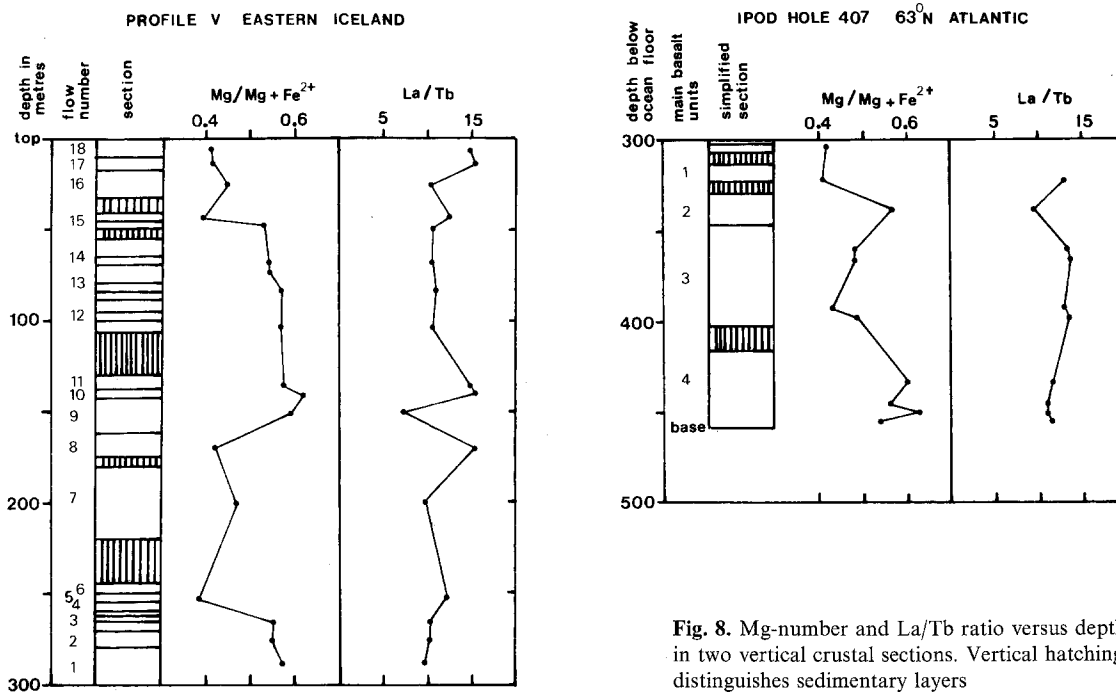 PROFILE V EASTERN ICELAND
depth in metres
flow number
section
Mg/Mg + Fe2+
La/Tb
0.4 0.6 5 15
top
100
200
300
18
17
16
15
14
13
12
11
10
9
8
7
6
5
4
3
2
1
IPOD HOLE 407 63°N ATLANTIC
depth below ocean floor
main basalt units
simplified section
Mg/Mg + Fe2+
La/Tb
0.4 0.6 5 15
300
400
base
500
1
2
3
4
Fig. 8. Mg-number and La/Tb ratio versus depth
in two vertical crustal sections. Vertical hatching
distinguishes sedimentary layers